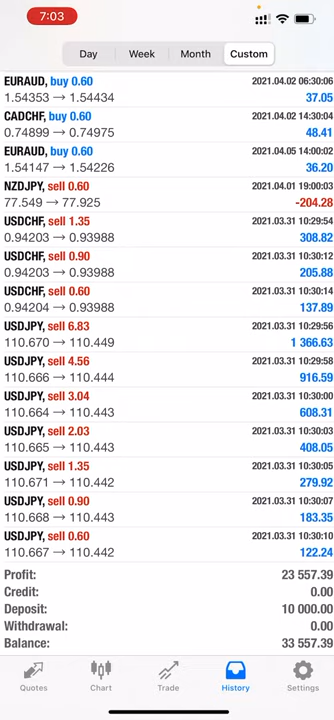 7:03
Day Week Month Custom
EURAUD, buy 0.60 2021.04.02 06:30:06
1.54353 → 1.54434 37.05
CADCHF, buy 0.60 2021.04.02 14:30:04
0.74899 → 0.74975 48.41
EURAUD, buy 0.60 2021.04.05 14:00:02
1.54147 → 1.54226 36.20
NZDJPY, sell 0.60 2021.04.01 19:00:03
77.549 → 77.925 -204.28
USDCHF, sell 1.35 2021.03.31 10:29:54
0.94203 → 0.93988 308.82
USDCHF, sell 0.90 2021.03.31 10:30:12
0.94203 → 0.93988 205.88
USDCHF, sell 0.60 2021.03.31 10:30:14
0.94204 → 0.93988 137.89
USDJPY, sell 6.83 2021.03.31 10:29:56
110.670 → 110.449 1 366.63
USDJPY, sell 4.56 2021.03.31 10:29:58
110.666 → 110.444 916.59
USDJPY, sell 3.04 2021.03.31 10:30:00
110.664 → 110.443 608.31
USDJPY, sell 2.03 2021.03.31 10:30:03
110.665 → 110.443 408.05
USDJPY, sell 1.35 2021.03.31 10:30:05
110.671 → 110.442 279.92
USDJPY, sell 0.90 2021.03.31 10:30:07
110.668 → 110.443 183.35
USDJPY, sell 0.60 2021.03.31 10:30:10
110.667 → 110.442 122.24
Profit: 23 557.39
Credit: 0.00
Deposit: 10 000.00
Withdrawal: 0.00
Balance: 33 557.39
Quotes Chart Trade History Settings